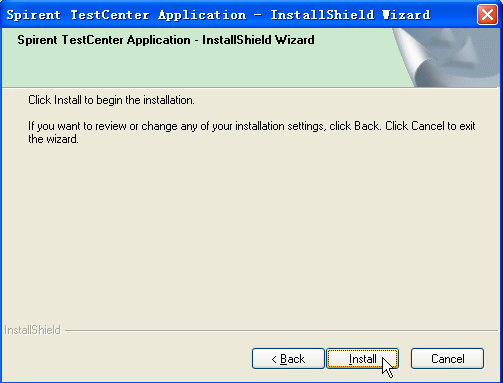 Spirent TestCenter Application - InstallShield Wizard
Spirent TestCenter Application - InstallShield Wizard
Click Install to begin the installation.
If you want to review or change any of your installation settings, click Back. Click Cancel to exit
the wizard.
InstallShield
< Back
Install
Cancel